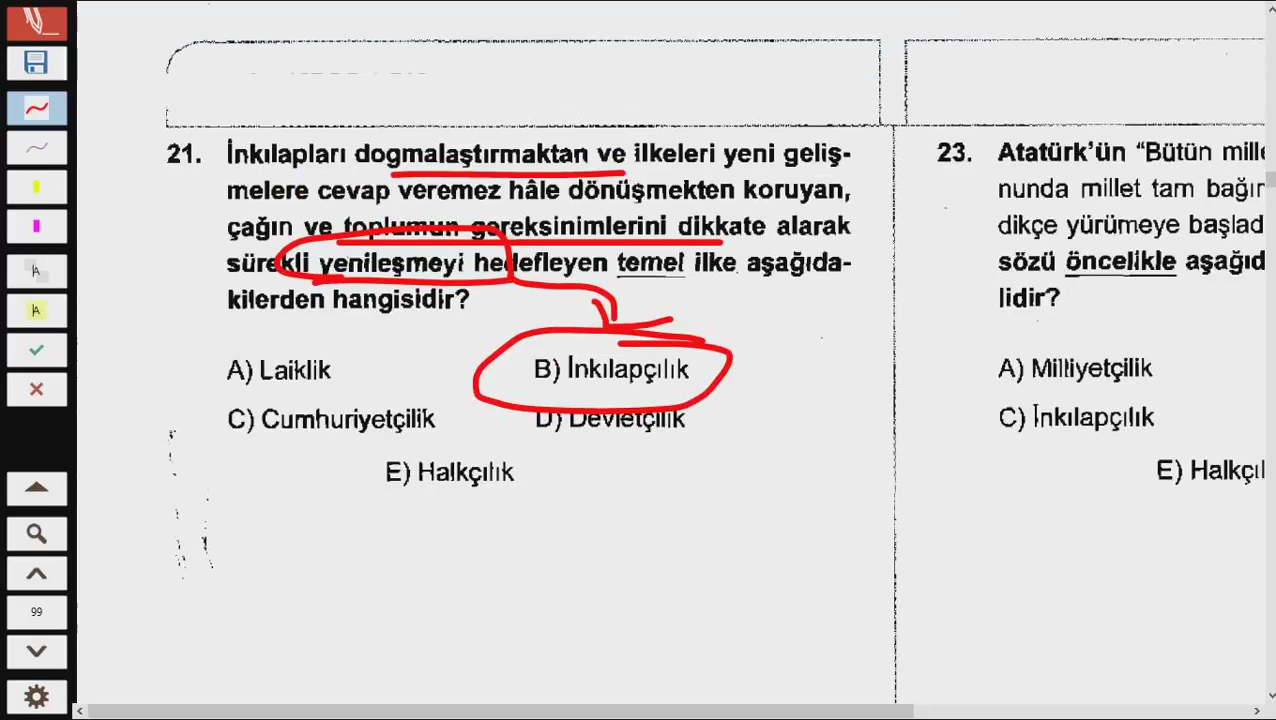 21. İnkılapları dogmalaştırmaktan ve ilkeleri yeni geliş-
melere cevap veremez hâle dönüşmekten koruyan,
çağın ve toplumun gereksinimlerini dikkate alarak
sürekli yenileşmeyi hedefleyen temel ilke aşağıda-
kilerden hangisidir?
A) Laiklik
B) İnkılapçılık
C) Cumhuriyetçilik
D) Devletçilik
E) Halkçılık
23. Atatürk'ün "Bütün mille
nunda millet tam bağır
dikçe yürümeye başlad
sözü öncelikle aşağıd
lidir?
A) Milliyetçilik
C) İnkılapçılık
E) Halkçıl
A
A
99